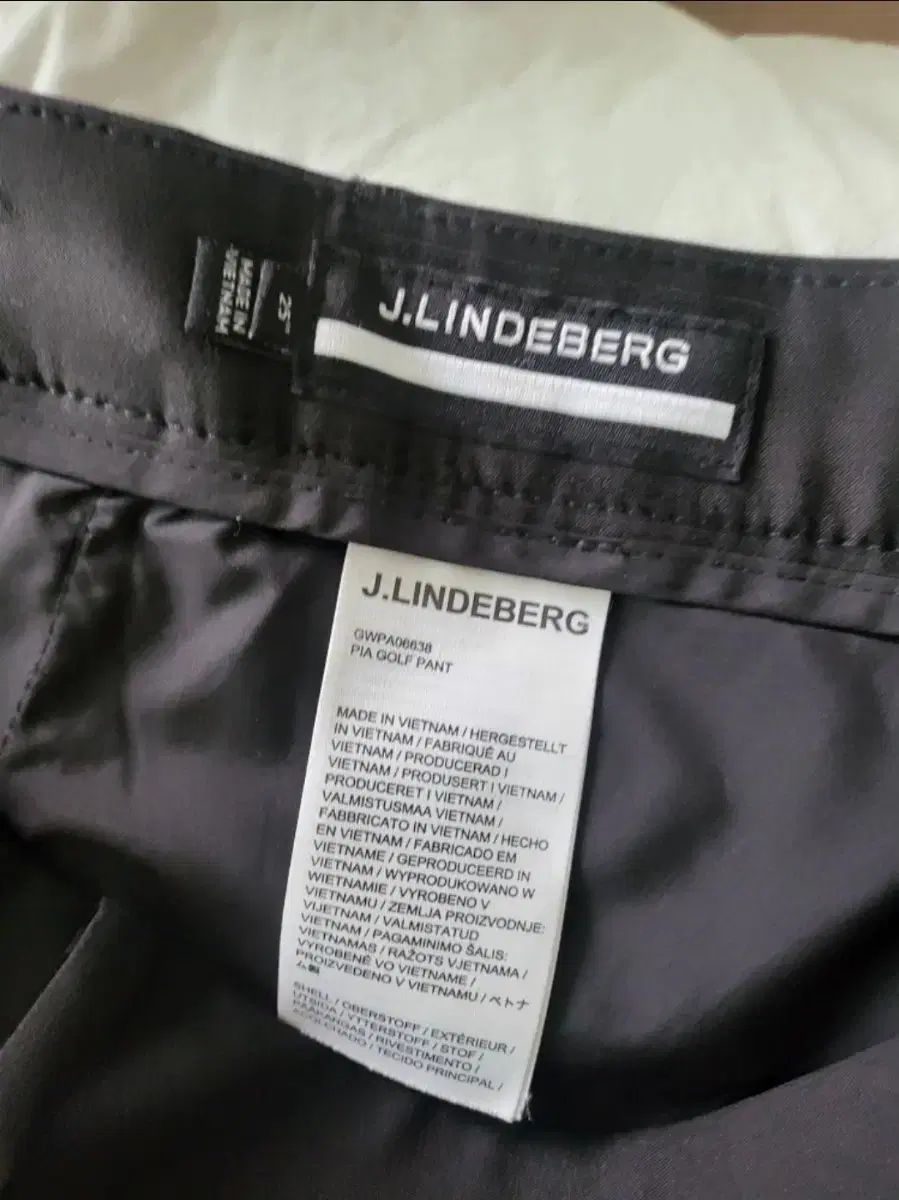 MADE IN
VIETNAM
25"
J.LINDEBERG
J.LINDEBERG
GWPA06638
PIA GOLF PANT
MADE IN VIETNAM / HERGESTELLT
IN VIETNAM / FABRIQUÉ AU
VIETNAM / PRODUCERAD I
VIETNAM / PRODUSERT I VIETNAM /
PRODUCERET I VIETNAM /
VALMISTUSMAA VIETNAM /
FABBRICATO IN VIETNAM / HECHO
EN VIETNAM / FABRICADO EM
VIETNAME / GEPRODUCEERD IN
VIETNAM / WYPRODUKOWANO W
WIETNAMIE / VYROBENO V
VIETNAMU / ZEMLJA PROIZVODNJE:
VIJETNAM / VALMISTATUD
VIETNAM / PAGAMINIMO ŠALIS:
VIETNAMAS / RAŽOTS VJETNAMA /
VYROBENÉ VO VIETNAME /
PROIZVEDENO V VIETNAMU / ベトナ
ム製
SHELL / OBERSTOFF / EXTÉRIEUR /
UTSIDA / YTTERSTOFF / STOF /
PÄÄKANGAS / RIVESTIMENTO /
ACOLCHADO / TECIDO PRINCIPAL /